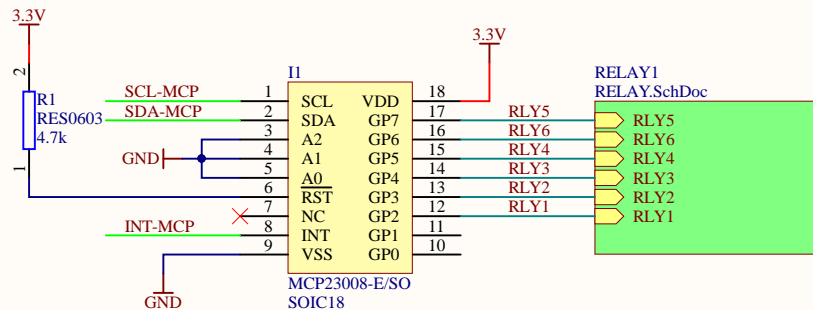 3.3V
2
R1
RES0603
4.7k
1
SCL-MCP
SDA-MCP
GND
INT-MCP
GND
I1
1 SCL VDD 18
2 SDA GP7 17
3 A2 GP6 16
4 A1 GP5 15
5 A0 GP4 14
6 RST GP3 13
7 NC GP2 12
8 INT GP1 11
9 VSS GP0 10
MCP23008-E/SO
SOIC18
3.3V
RLY5
RLY6
RLY4
RLY3
RLY2
RLY1
RELAY1
RELAY.SchDoc
RLY5
RLY6
RLY4
RLY3
RLY2
RLY1